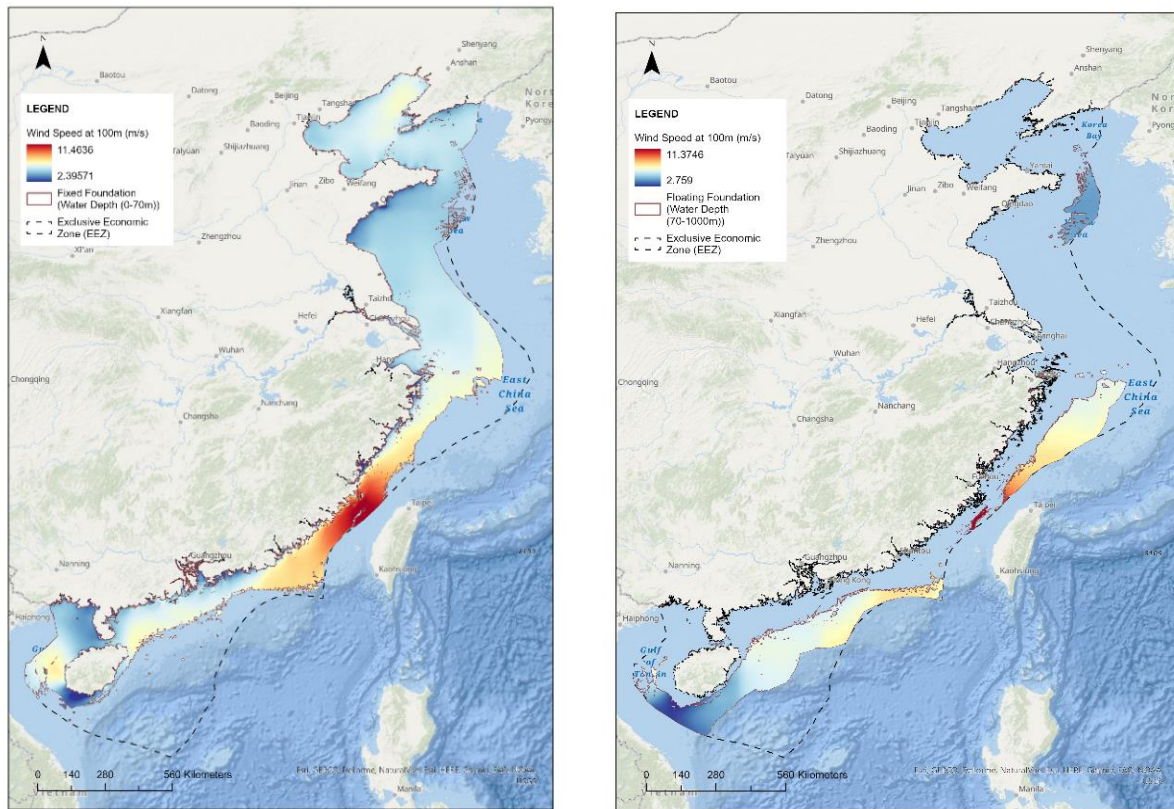 N
Shenyang
Anshan
Baotou
Datong
Beijing
Tangshan
Tianjin
Baoding
Taiyuan
Shijiazhuang
Jinan
Zibo
Weifang
Zhengzhou
Xi'an
Xiangfan
Hefei
Taizho
Wuhan
Chongqing
Changsha
Nanchang
East
China
Sea
Taipei
Guangzhou
Nanning
Kaohsiung
Haiphong
Manila
LEGEND
Wind Speed at 100m (m/s)
11.4636
2.39571
Fixed Foundation
(Water Depth (0-70m))
Exclusive Economic
Zone (EEZ)
0 140 280 560 Kilometers
N
Shenyang
Anshan
Baotou
Datong
Beijing
Tangshan
Baoding
Taiyuan
Shijiazhuang
Korea
Bay
Yantai
Jinan
Zibo
Weifang
Qingdao
Zhengzhou
Xi'an
Xiangfan
Hefei
Taizhou
Shanghai
Hangzhou
Wuhan
Chongqing
Changsha
Nanchang
East
China
Sea
Taipei
Guangzhou
Nanning
Kaohsiung
Haiphong
Gulf
of
Manila
LEGEND
Wind Speed at 100m (m/s)
11.3746
2.759
Floating Foundation
(Water Depth
(70-1000m))
Exclusive Economic
Zone (EEZ)
0 140 280 560 Kilometers